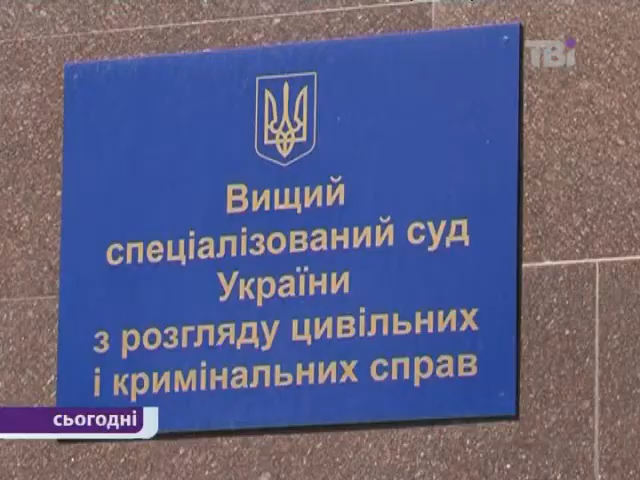 ТВі
Вищий
спеціалізований суд
України
з розгляду цивільних
і кримінальних справ
сьогодні